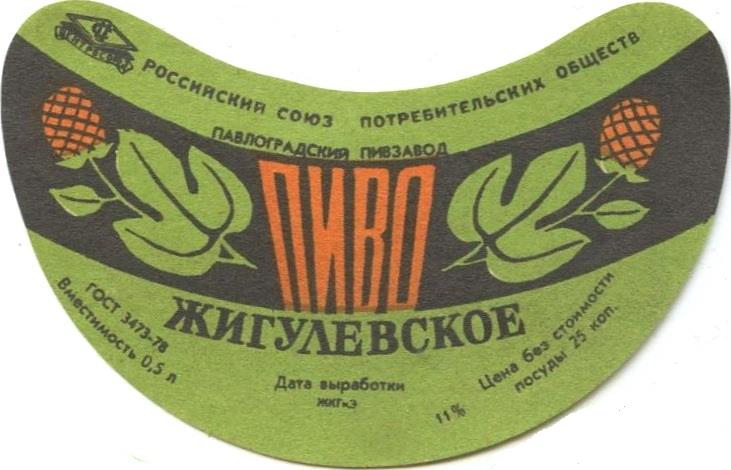 ЦЕНТРОСОЮЗ
РОССИЙСКИЙ СОЮЗ ПОТРЕБИТЕЛЬСКИХ ОБЩЕСТВ
ПАВЛОГРАДСКИЙ ПИВЗАВОД
ПИВО
ЖИГУЛЕВСКОЕ
ГОСТ 3473-78
Вместимость 0,5 л
Дата выработки
11%
Цена без стоимости
посуды 25 коп.